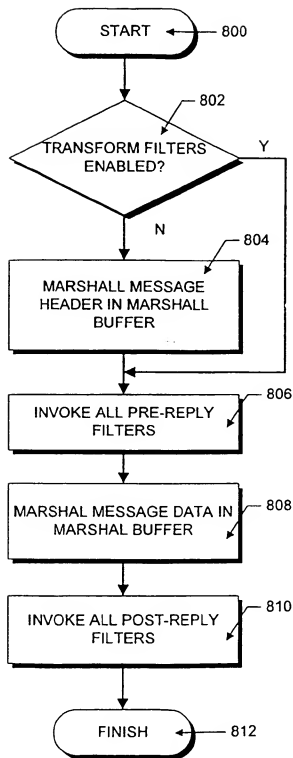 START
800
802
TRANSFORM FILTERS
ENABLED?
Y
N
804
MARSHALL MESSAGE
HEADER IN MARSHALL
BUFFER
806
INVOKE ALL PRE-REPLY
FILTERS
808
MARSHAL MESSAGE DATA IN
MARSHAL BUFFER
810
INVOKE ALL POST-REPLY
FILTERS
FINISH
812